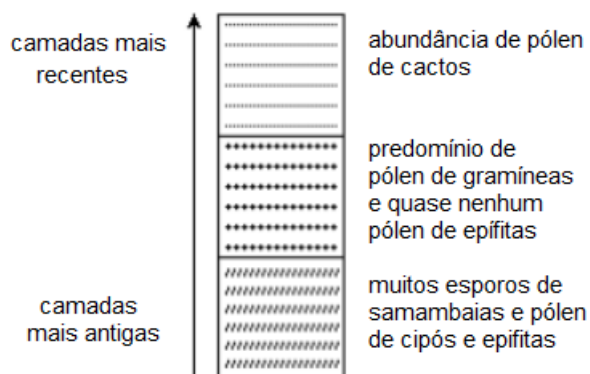 camadas mais
recentes
abundância de pólen
de cactos
predomínio de
pólen de gramíneas
e quase nenhum
pólen de epífitas
camadas
mais antigas
muitos esporos de
samambaias e pólen
de cipós e epifitas